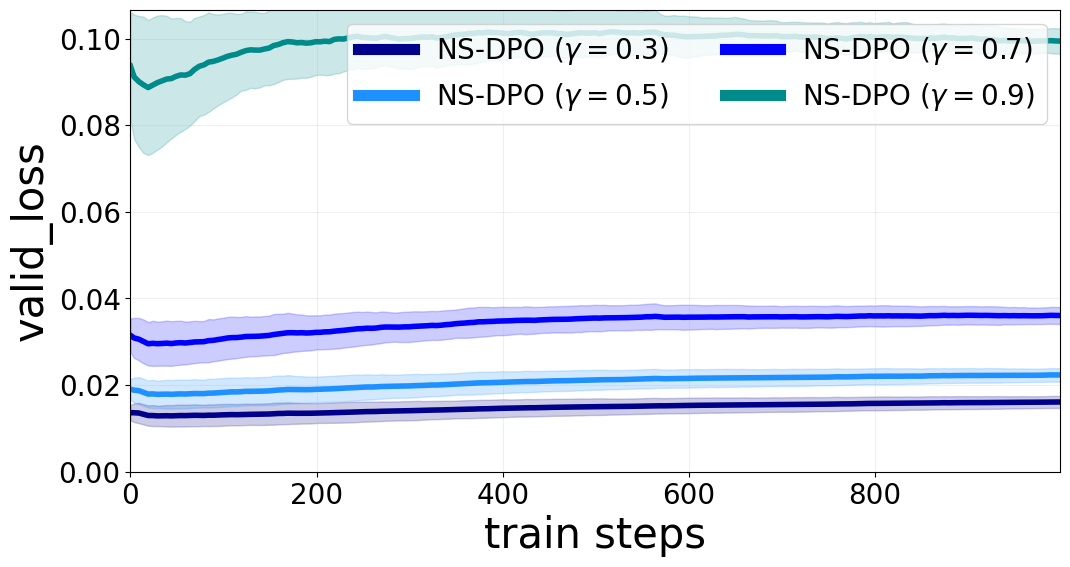 0.10
0.08
0.06
0.04
0.02
0.00
valid_loss
NS-DPO (γ = 0.3)
NS-DPO (γ = 0.7)
NS-DPO (γ = 0.5)
NS-DPO (γ = 0.9)
0 200 400 600 800
train steps